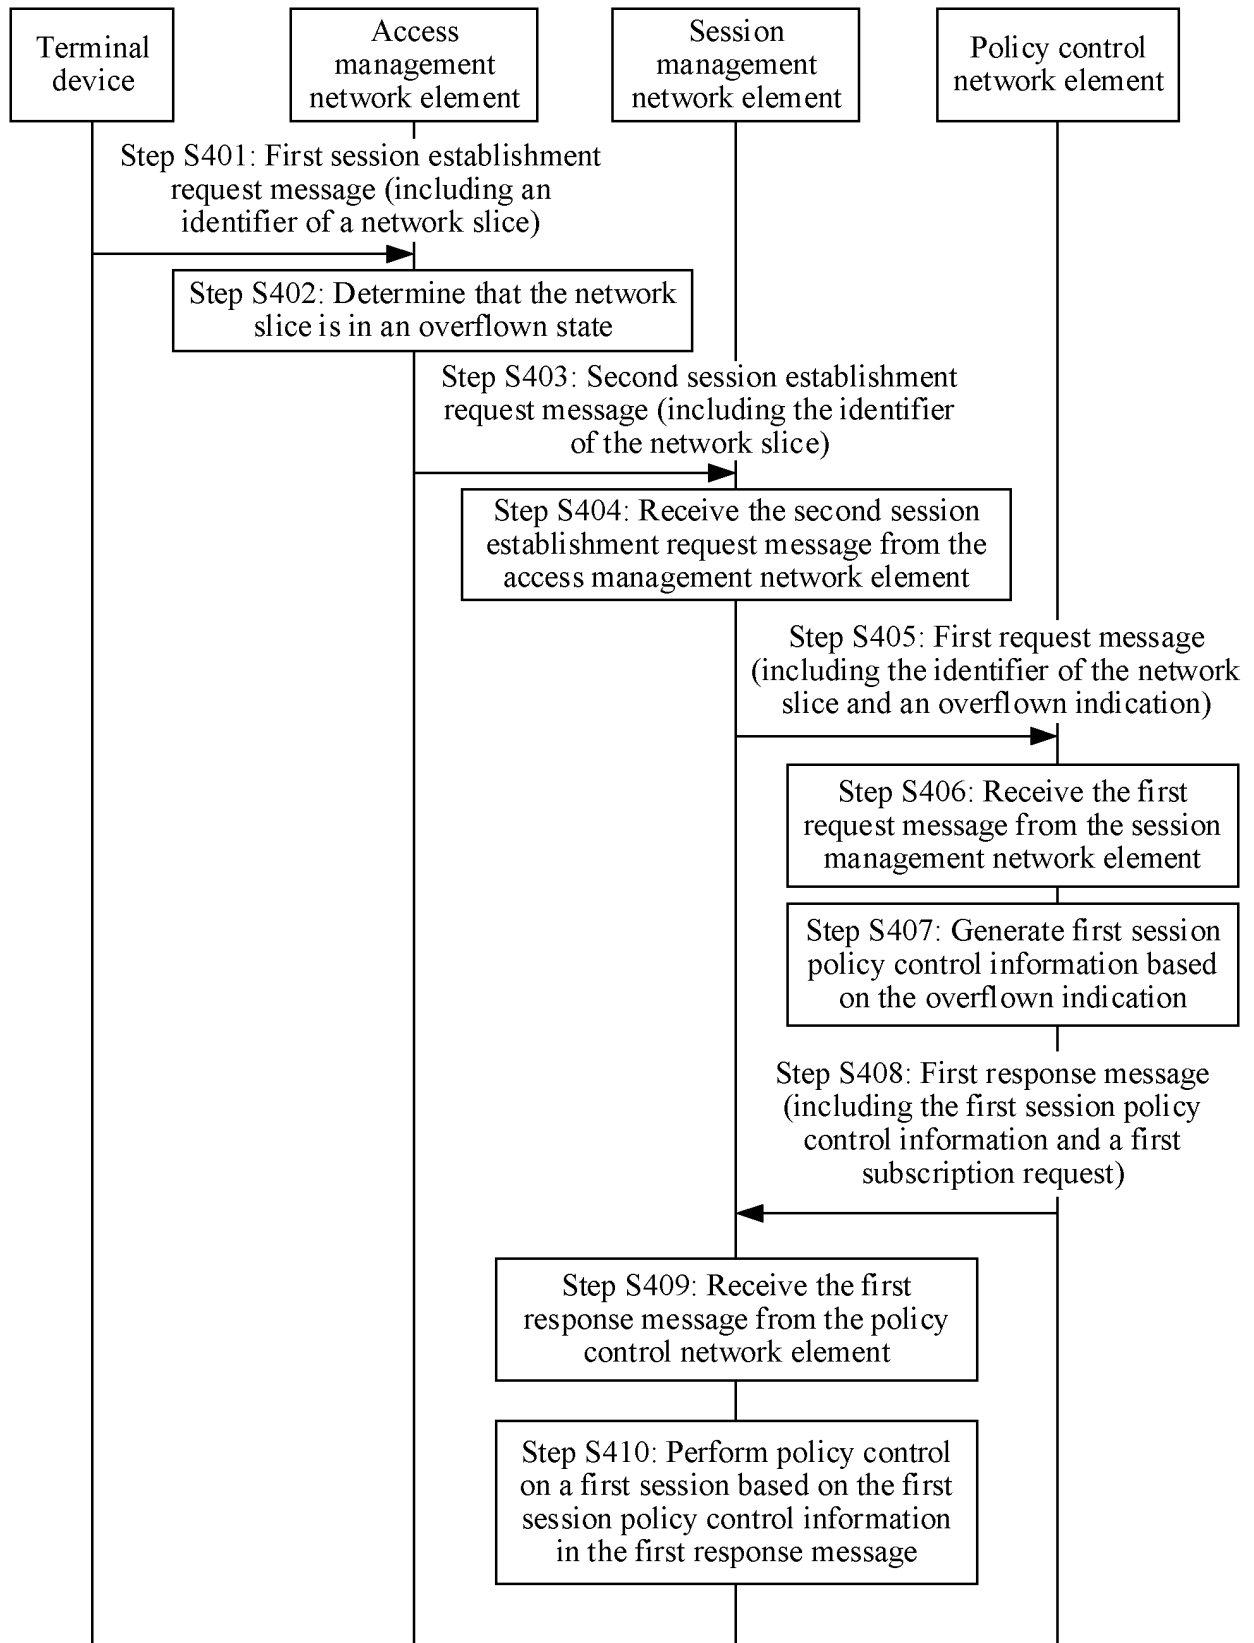 Terminal
device
Access
management
network element
Session
management
network element
Policy control
network element
Step S401: First session establishment
request message (including an
identifier of a network slice)
Step S402: Determine that the network
slice is in an overflown state
Step S403: Second session establishment
request message (including the identifier
of the network slice)
Step S404: Receive the second session
establishment request message from the
access management network element
Step S405: First request message
(including the identifier of the network
slice and an overflown indication)
Step S406: Receive the first
request message from the session
management network element
Step S407: Generate first session
policy control information based
on the overflown indication
Step S408: First response message
(including the first session policy
control information and a first
subscription request)
Step S409: Receive the first
response message from the policy
control network element
Step S410: Perform policy control
on a first session based on the first
session policy control information
in the first response message